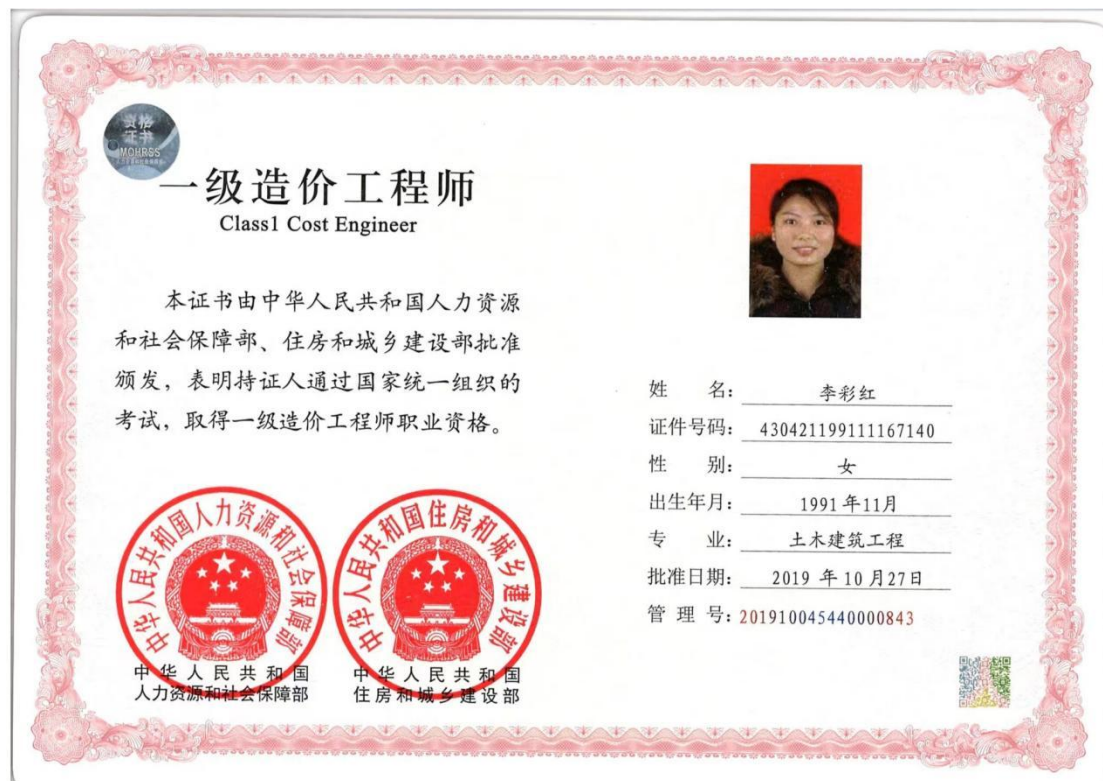 资格
证书
MOHRSS
一级造价工程师
Class1 Cost Engineer
本证书由中华人民共和国人力资源
和社会保障部、住房和城乡建设部批准
颁发，表明持证人通过国家统一组织的
考试，取得一级造价工程师职业资格。
中华人民共和国人力资源和社会保障部
中华人民共和国住房和城乡建设部
中华人民共和国
人力资源和社会保障部
中华人民共和国
住房和城乡建设部
姓 名： 李彩红
证件号码： 430421199111167140
性 别： 女
出生年月： 1991年11月
专 业： 土木建筑工程
批准日期： 2019 年 10 月27日
管 理 号： 201910045440000843